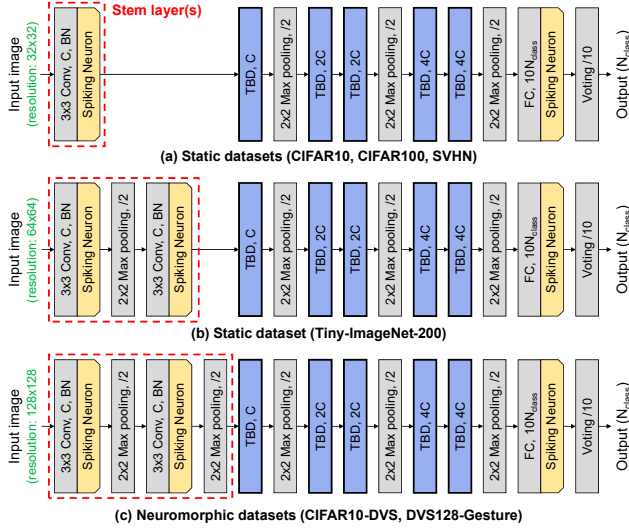 Stem layer(s)
Input image
(resolution: 32x32)
3x3 Conv, C, BN
Spiking Neuron
TBD, C
2x2 Max pooling, /2
TBD, 2C
TBD, 2C
2x2 Max pooling, /2
TBD, 4C
TBD, 4C
2x2 Max pooling, /2
FC, 10N_class
Spiking Neuron
Voting /10
Output (N_class)
(a) Static datasets (CIFAR10, CIFAR100, SVHN)
Input image
(resolution: 64x64)
3x3 Conv, C, BN
Spiking Neuron
2x2 Max pooling, /2
3x3 Conv, C, BN
Spiking Neuron
TBD, C
2x2 Max pooling, /2
TBD, 2C
TBD, 2C
2x2 Max pooling, /2
TBD, 4C
TBD, 4C
2x2 Max pooling, /2
FC, 10N_class
Spiking Neuron
Voting /10
Output (N_class)
(b) Static dataset (Tiny-ImageNet-200)
Input image
(resolution: 128x128)
3x3 Conv, C, BN
Spiking Neuron
2x2 Max pooling, /2
3x3 Conv, C, BN
Spiking Neuron
2x2 Max pooling, /2
TBD, C
2x2 Max pooling, /2
TBD, 2C
TBD, 2C
2x2 Max pooling, /2
TBD, 4C
TBD, 4C
2x2 Max pooling, /2
FC, 10N_class
Spiking Neuron
Voting /10
Output (N_class)
(c) Neuromorphic datasets (CIFAR10-DVS, DVS128-Gesture)